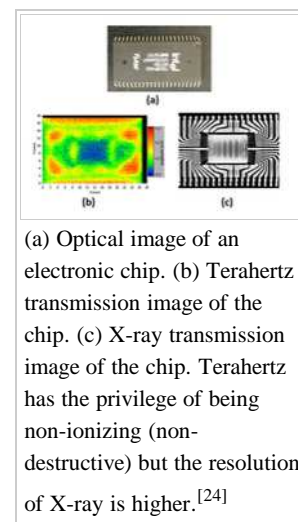 (a)
(b)
(c)
(a) Optical image of an
electronic chip. (b) Terahertz
transmission image of the
chip. (c) X-ray transmission
image of the chip. Terahertz
has the privilege of being
non-ionizing (non-
destructive) but the resolution
of X-ray is higher.[24]